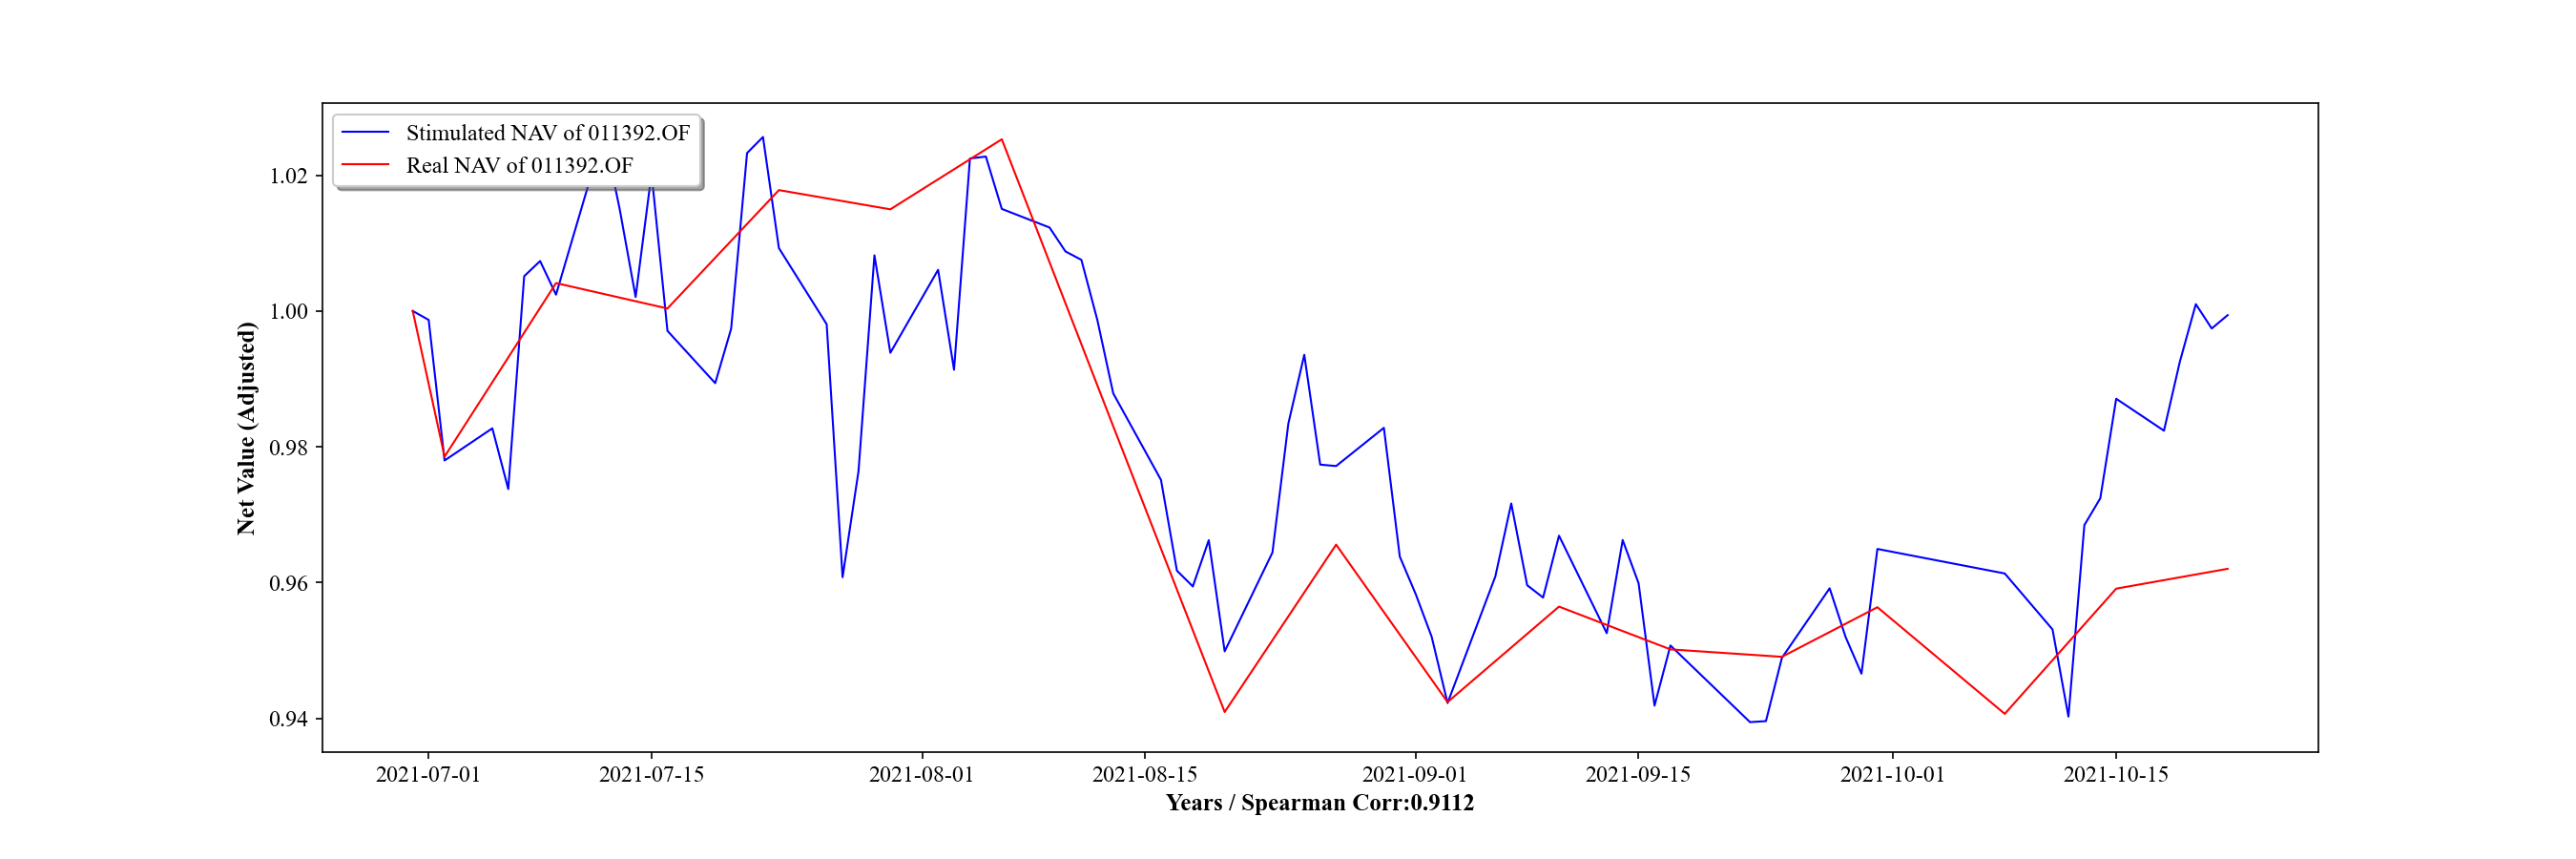 Stimulated NAV of 011392.OF
Real NAV of 011392.OF
1.02
1.00
0.98
0.96
0.94
Net Value (Adjusted)
2021-07-01 2021-07-15 2021-08-01 2021-08-15 2021-09-01 2021-09-15 2021-10-01 2021-10-15
Years / Spearman Corr:0.9112